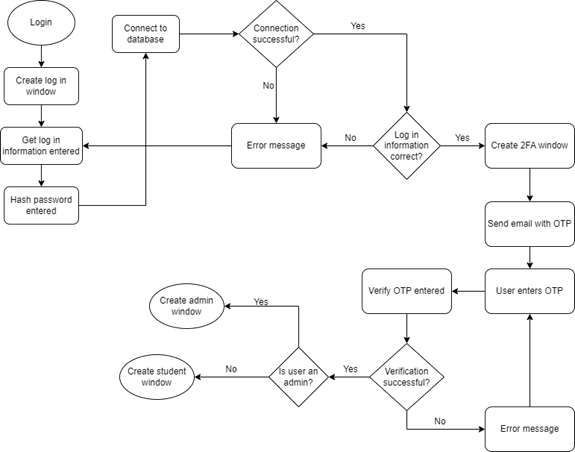 Login
Create log in
window
Get log in
information entered
Hash password
entered
Connect to
database
Connection
successful?
Yes
No
Error message
No
Log in
information
correct?
Yes
Create 2FA window
Send email with OTP
User enters OTP
Verify OTP entered
Verification
successful?
No
Error message
Yes
Is user an
admin?
Yes
Create admin
window
No
Create student
window